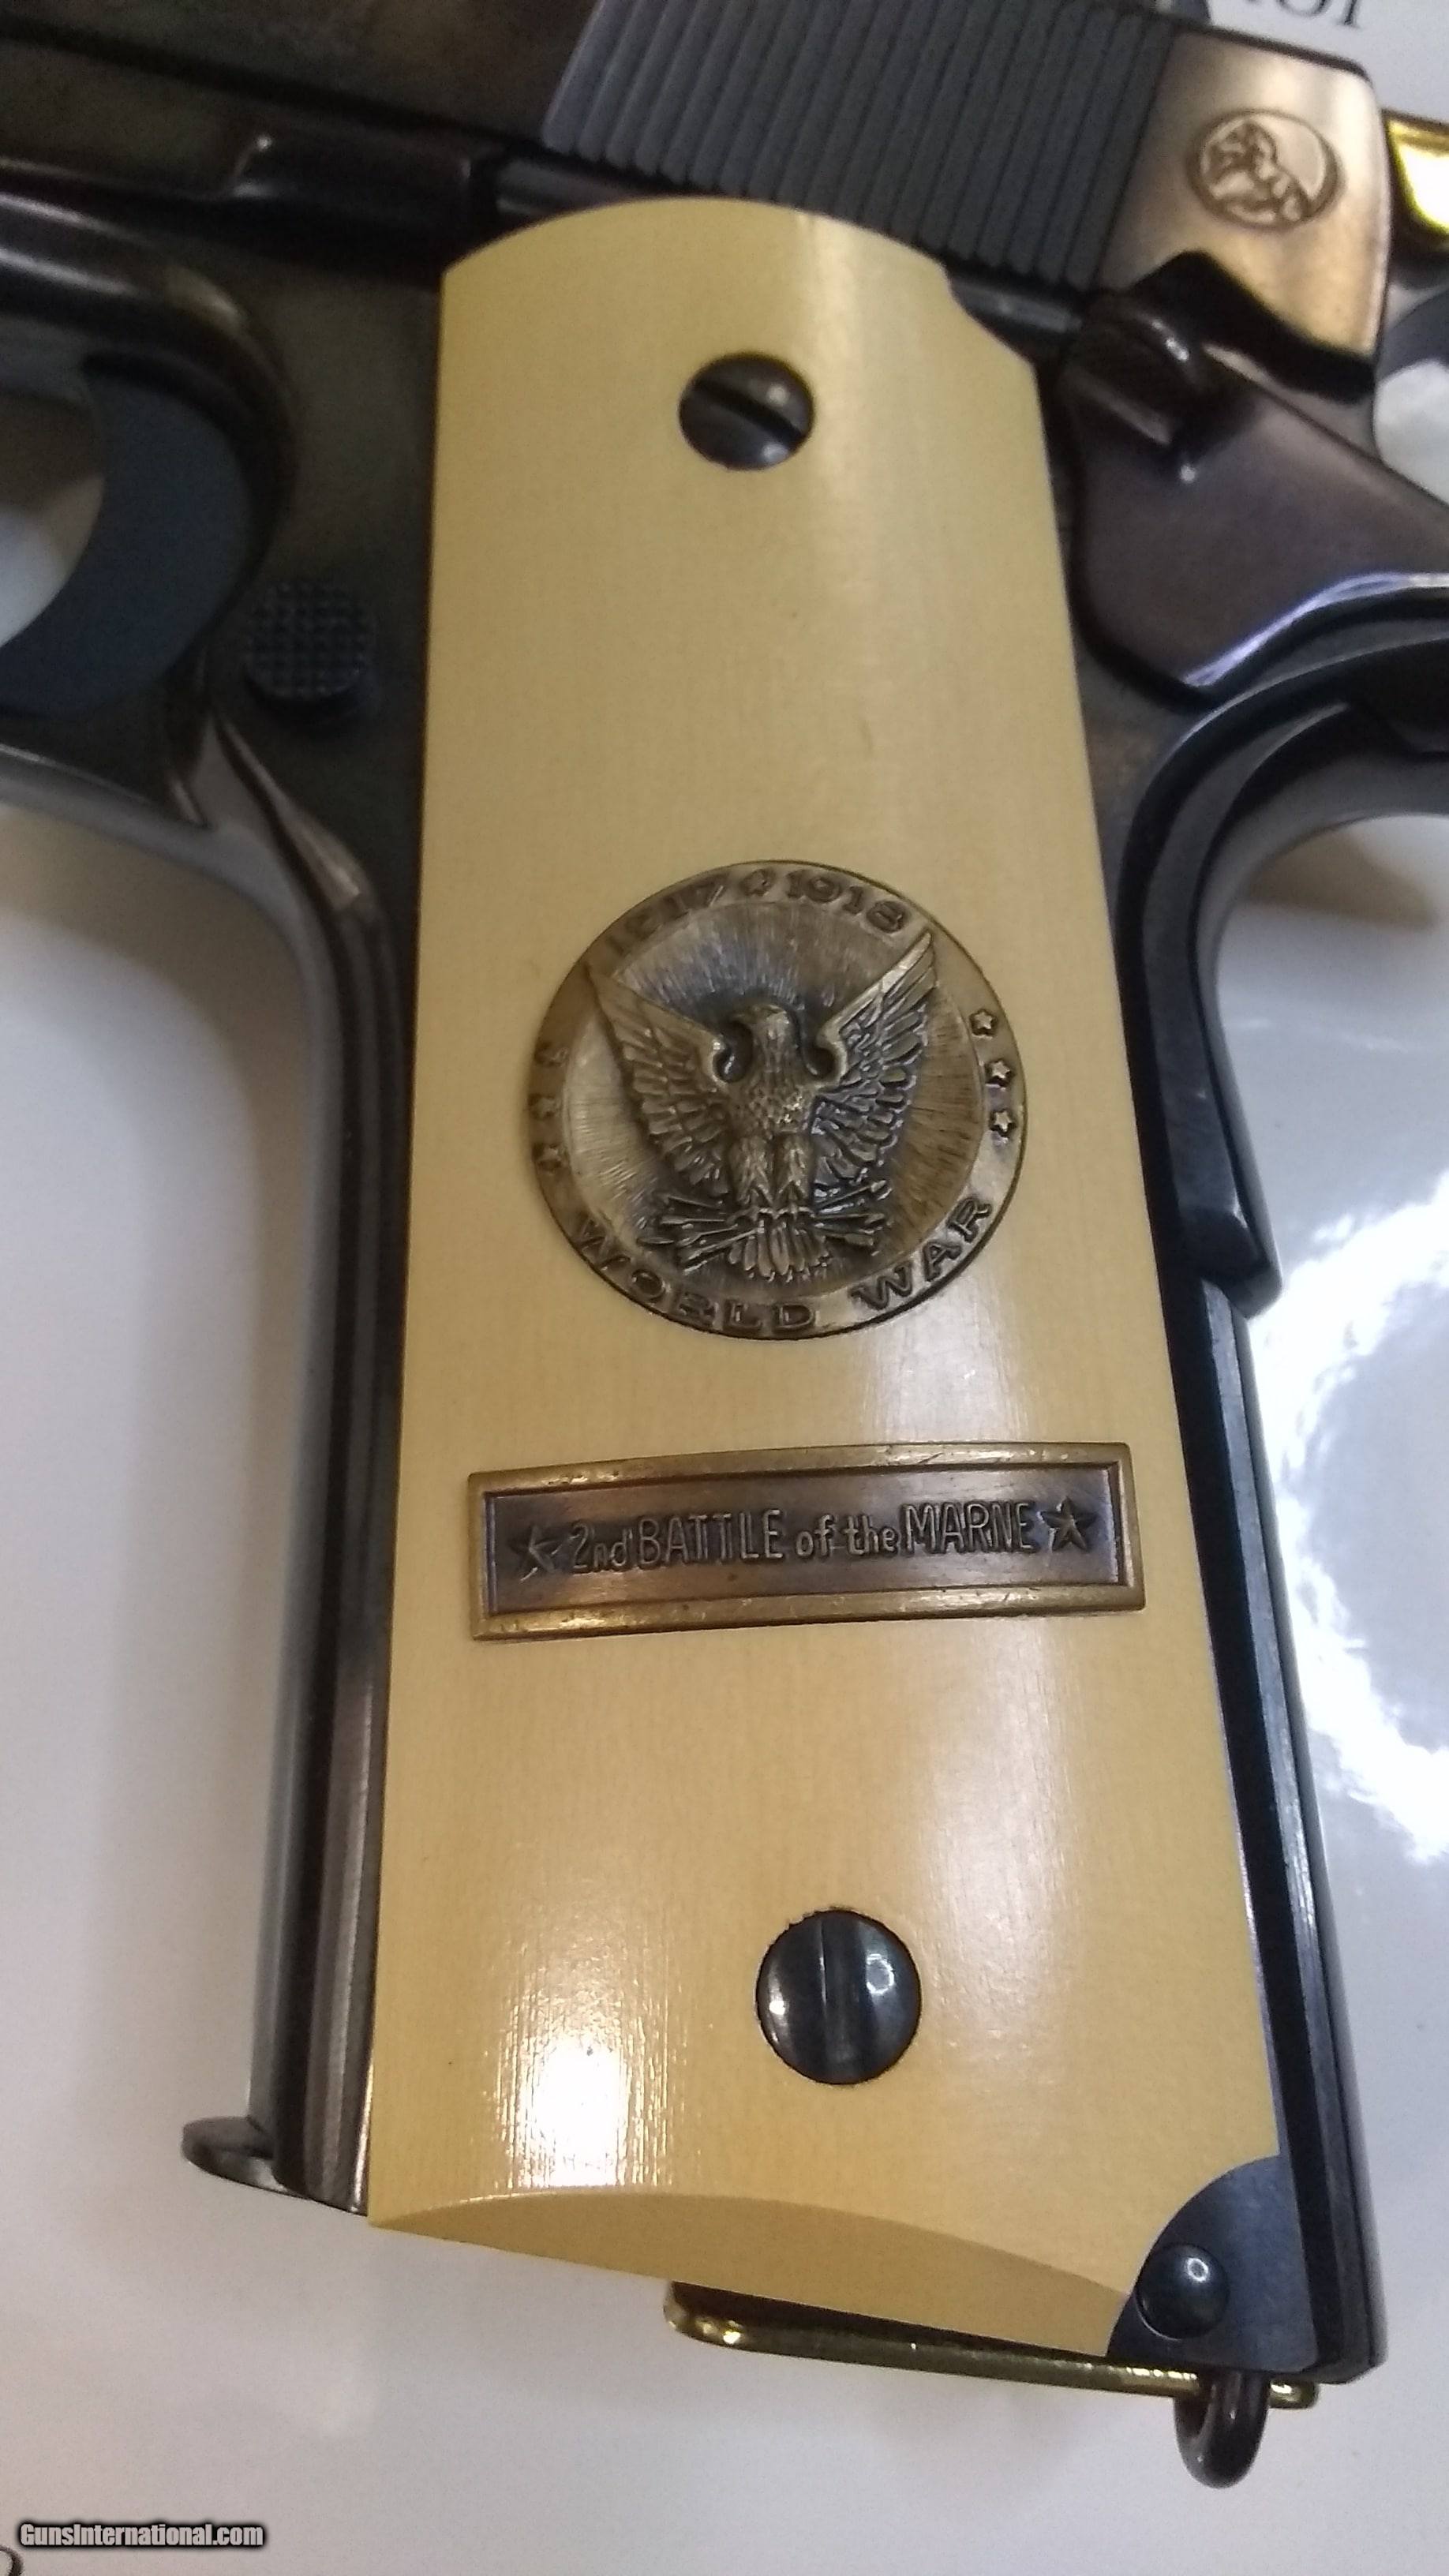 1917 ★ 1918
WORLD WAR
★ 2nd BATTLE of the MARNE ★
GunsInternational.com